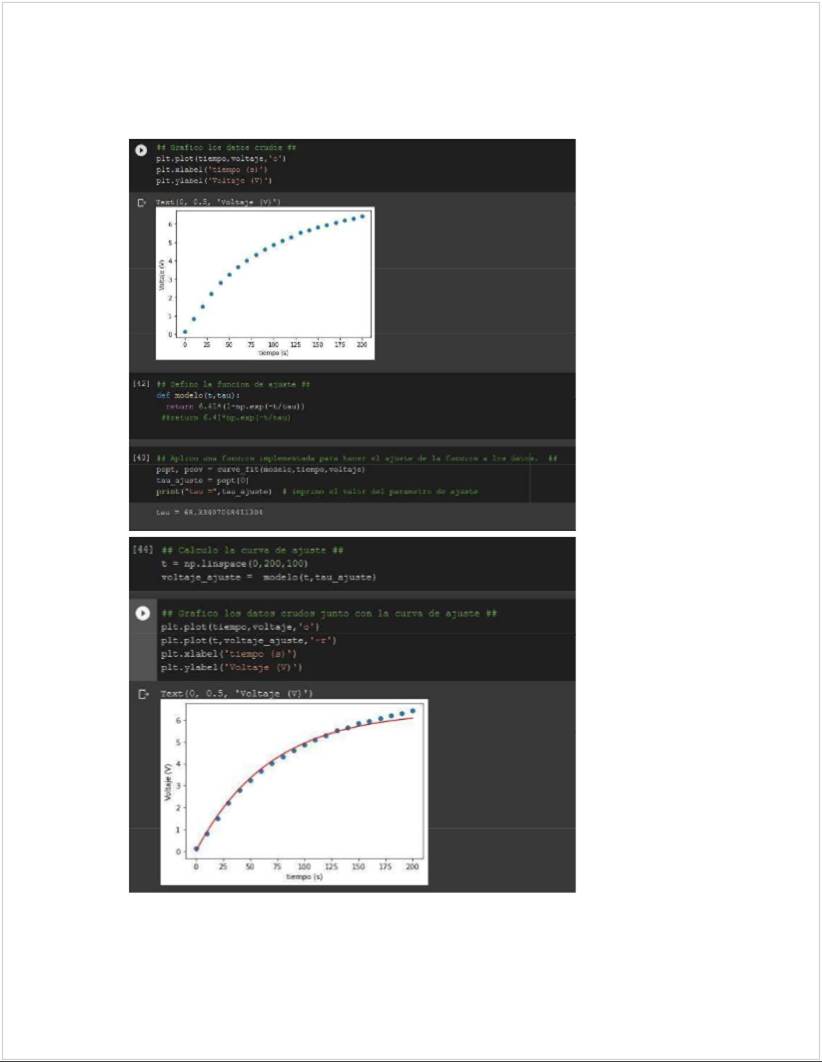 ## Grafico los datos crudos ##
plt.plot(tiempo,voltaje,'o')
plt.xlabel('tiempo (s)')
plt.ylabel('Voltaje (V)')
Text(0, 0.5, 'Voltaje (V)')
6
5
4
3
2
1
0
Voltaje (V)
0 25 50 75 100 125 150 175 200
tiempo (s)
[42] ## Defino la funcion de ajuste ##
def modelo(t,tau):
return 6.41*(1-np.exp(-t/tau))
##return 6.41*np.exp(-t/tau)
[43] ## Aplico una funcion implementada para hacer el ajuste de la funcion a los datos. ##
popt, pcov = curve_fit(modelo,tiempo,voltaje)
tau_ajuste = popt[0]
print("tau =",tau_ajuste) # imprimo el valor del parametro de ajuste
tau =
[44] ## Calculo la curva de ajuste ##
t = np.linspace(0,200,100)
voltaje_ajuste = modelo(t,tau_ajuste)
## Grafico los datos crudos junto con la curva de ajuste ##
plt.plot(tiempo,voltaje,'o')
plt.plot(t,voltaje_ajuste,'-r')
plt.xlabel('tiempo (s)')
plt.ylabel('Voltaje (V)')
Text(0, 0.5, 'Voltaje (V)')
6
5
4
3
2
1
0
Voltaje (V)
0 25 50 75 100 125 150 175 200
tiempo (s)